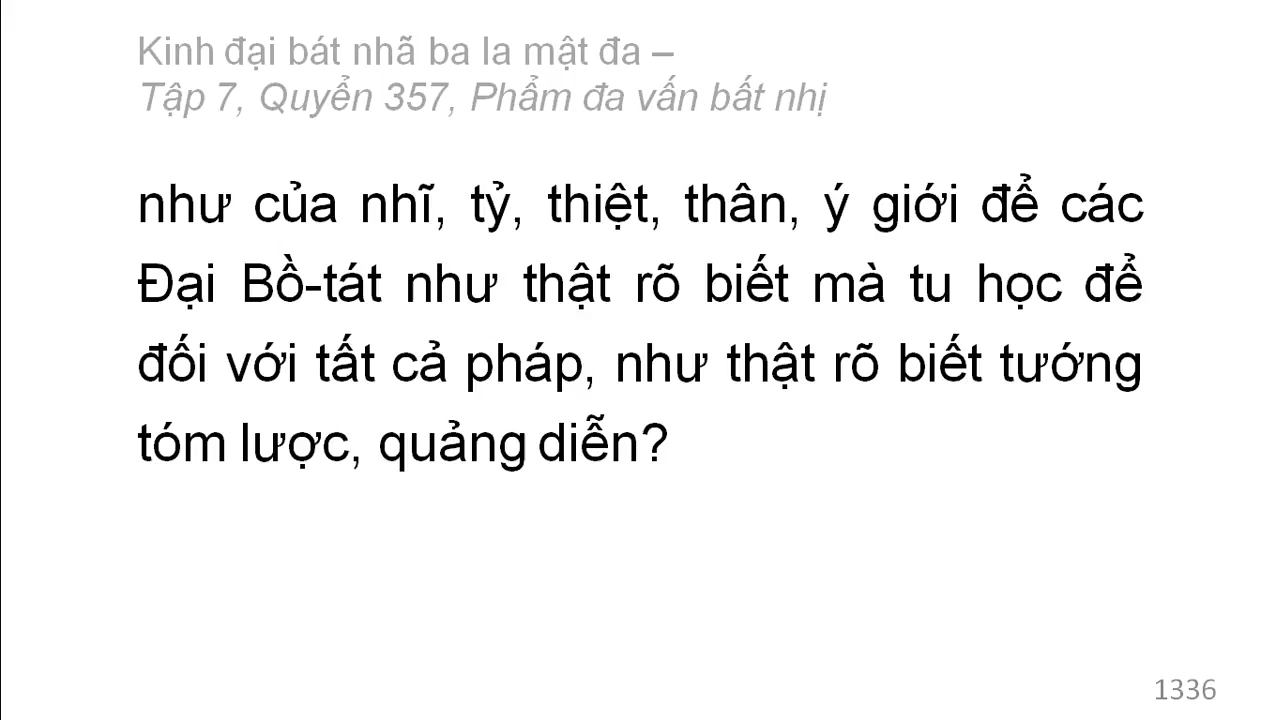 Kinh đại bát nhã ba la mật đa –
Tập 7, Quyển 357, Phẩm đa vấn bất nhị
như của nhĩ, tỷ, thiệt, thân, ý giới để các
Đại Bồ-tát như thật rõ biết mà tu học để
đối với tất cả pháp, như thật rõ biết tướng
tóm lược, quảng diễn?
1336